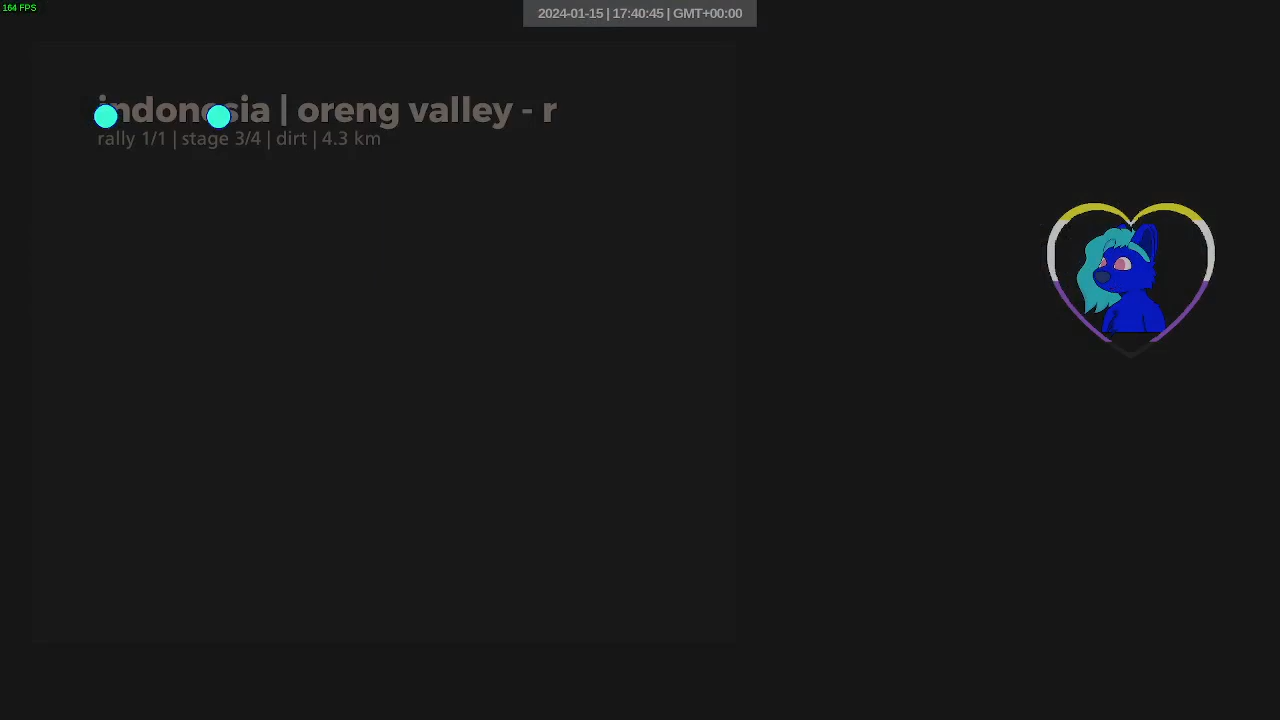 164 FPS
2024-01-15 | 17:40:45 | GMT+00:00
indonesia | oreng valley - r
rally 1/1 | stage 3/4 | dirt | 4.3 km